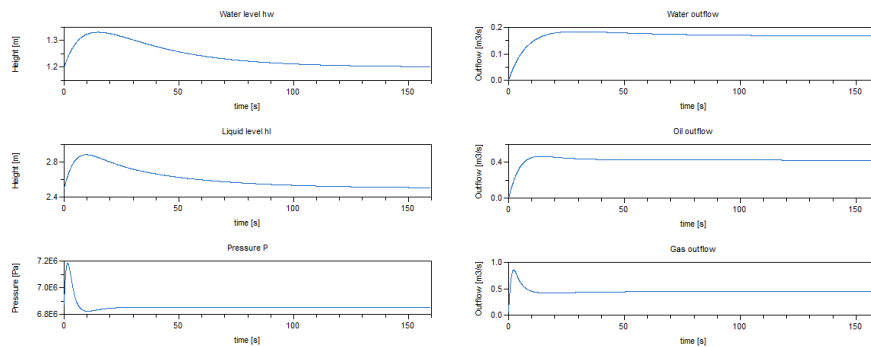 Water level hw
Height [m]
1.3
1.2
0 50 100 150
time [s]
Water outflow
Outflow [m3/s]
0.2
0.1
0.0
0 50 100 150
time [s]
Liquid level hl
Height [m]
2.8
2.4
0 50 100 150
time [s]
Oil outflow
Outflow [m3/s]
0.4
0.0
0 50 100 150
time [s]
Pressure P
Pressure [Pa]
7.2E6
7.0E6
6.8E6
0 50 100 150
time [s]
Gas outflow
Outflow [m3/s]
1.0
0.5
0.0
0 50 100 150
time [s]